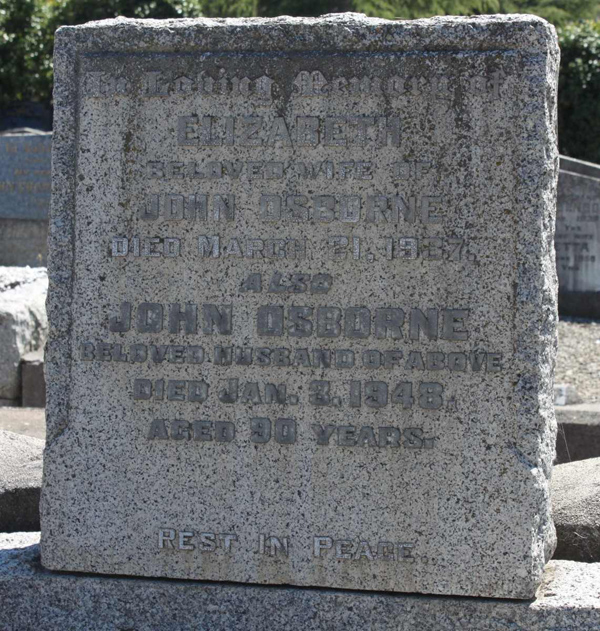 In Loving Memory of
ELIZABETH
BELOVED WIFE OF
JOHN OSBORNE
DIED MARCH 21, 1937.
ALSO
JOHN OSBORNE
BELOVED HUSBAND OF ABOVE
DIED JAN. 3, 1948.
AGED 90 YEARS.
REST IN PEACE.